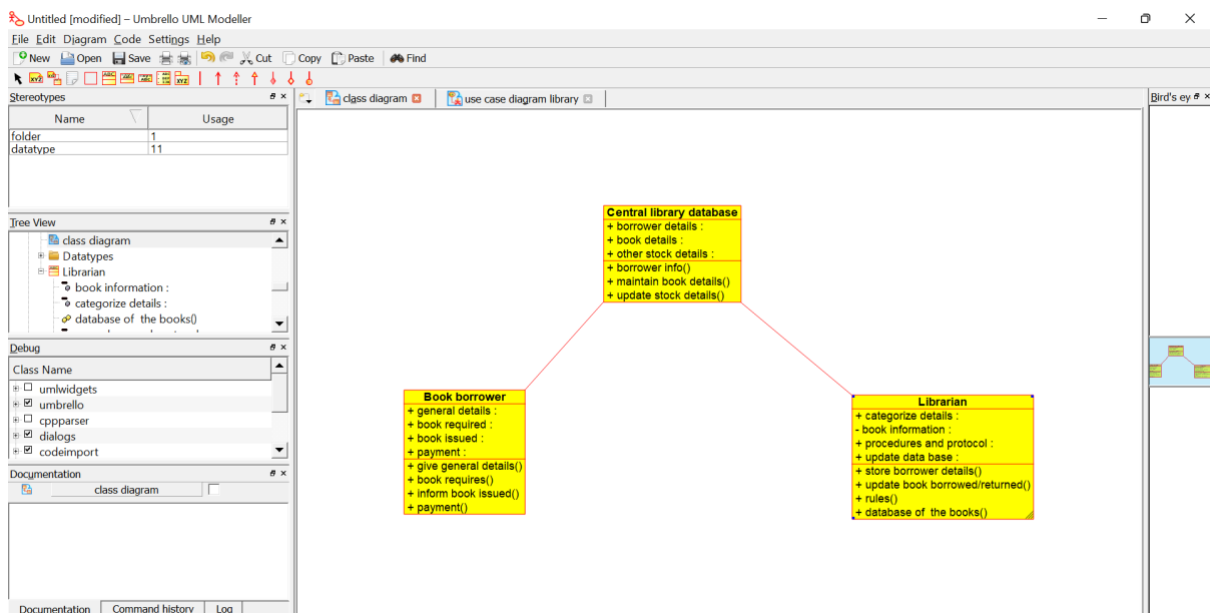 Untitled [modified] – Umbrello UML Modeller
File Edit Diagram Code Settings Help
New Open Save Cut Copy Paste Find
Stereotypes
Name Usage
folder 1
datatype 11
Tree View
class diagram
Datatypes
Librarian
book information :
categorize details :
database of the books()
Debug
Class Name
umlwidgets
umbrello
cppparser
dialogs
codeimport
Documentation
class diagram
Documentation Command history Log
class diagram use case diagram library
Central library database
+ borrower details :
+ book details :
+ other stock details :
+ borrower info()
+ maintain book details()
+ update stock details()
Book borrower
+ general details :
+ book required :
+ book issued :
+ payment :
+ give general details()
+ book requires()
+ inform book issued()
+ payment()
Librarian
+ categorize details :
- book information :
+ procedures and protocol :
+ update data base :
+ store borrower details()
+ update book borrowed/returned()
+ rules()
+ database of the books()
Bird's ey